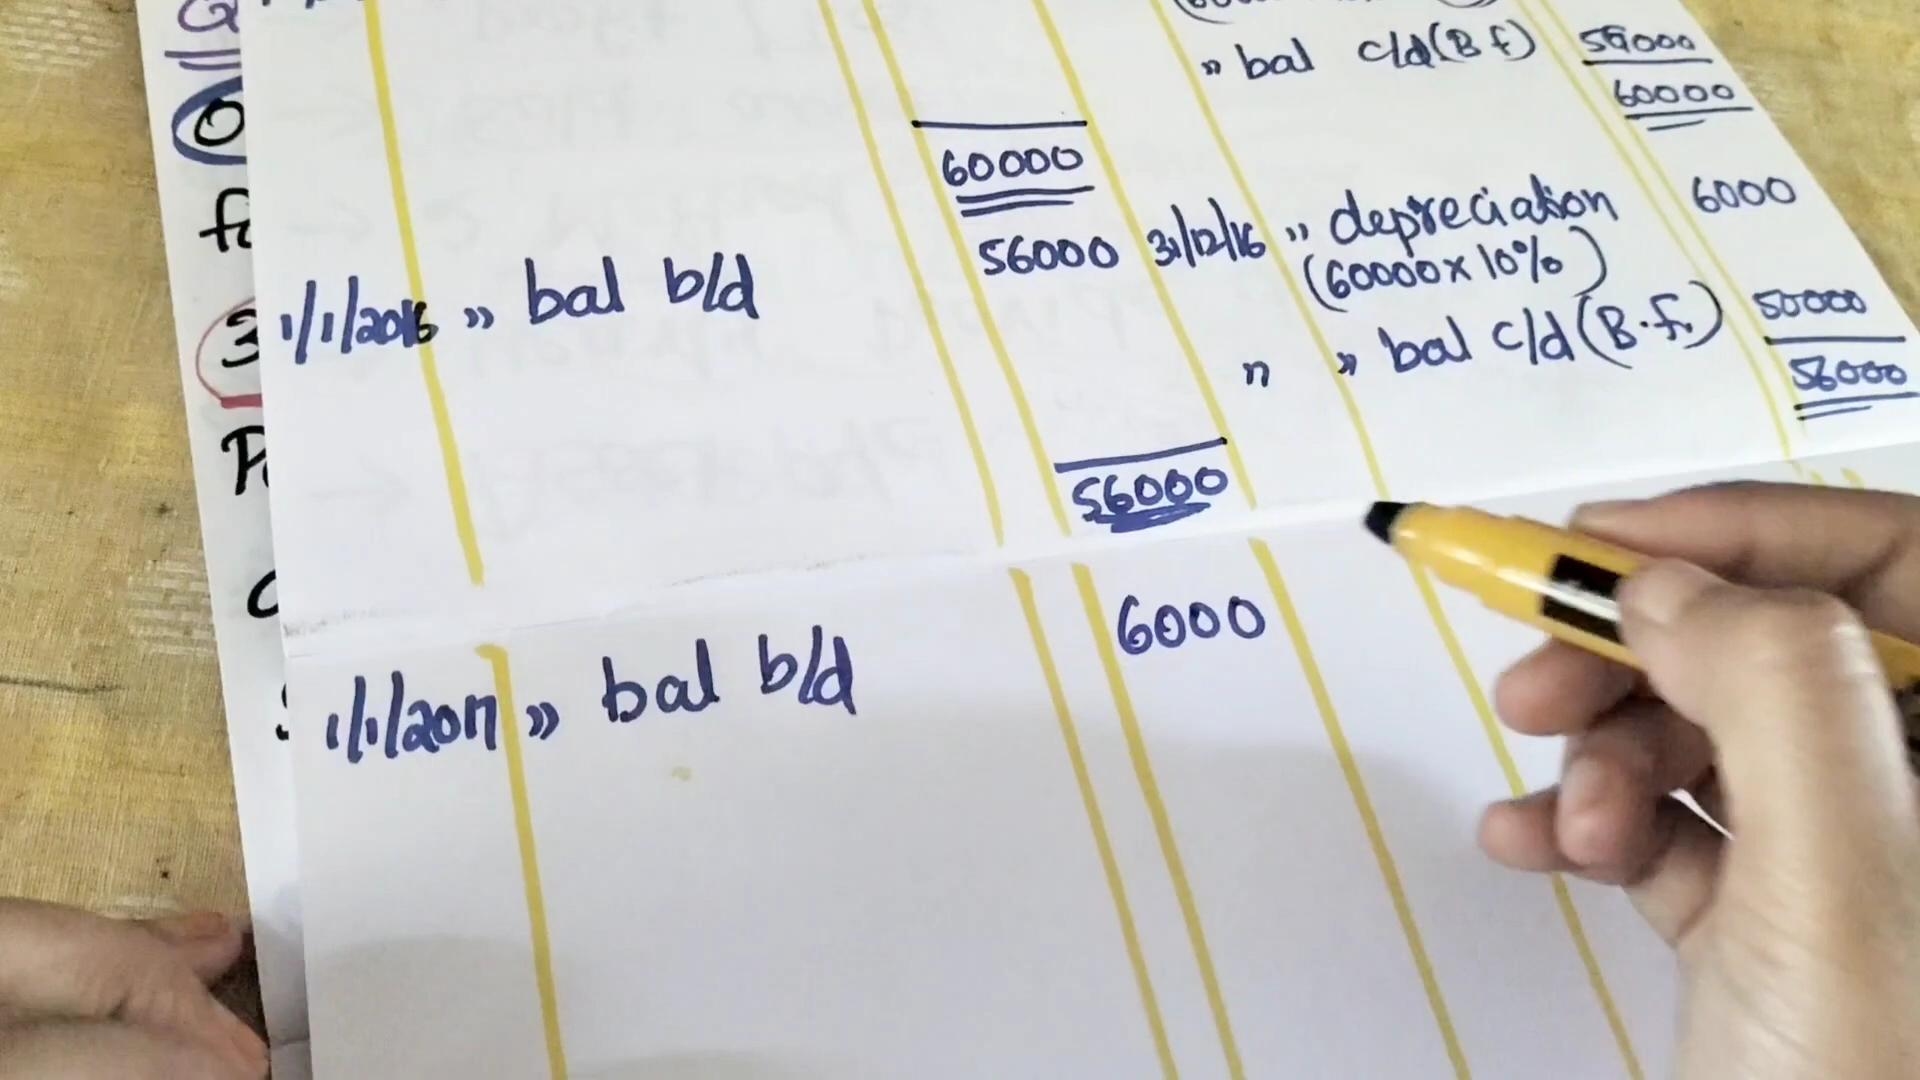 " bal c/d (B f) 56000
60000
60000
1/1/2016 " bal b/d 56000 31/12/16 " depreciation 6000
(60000 x 10% )
" " bal c/d (B.f.) 50000
56000
56000
1/1/2017 " bal b/d 6000